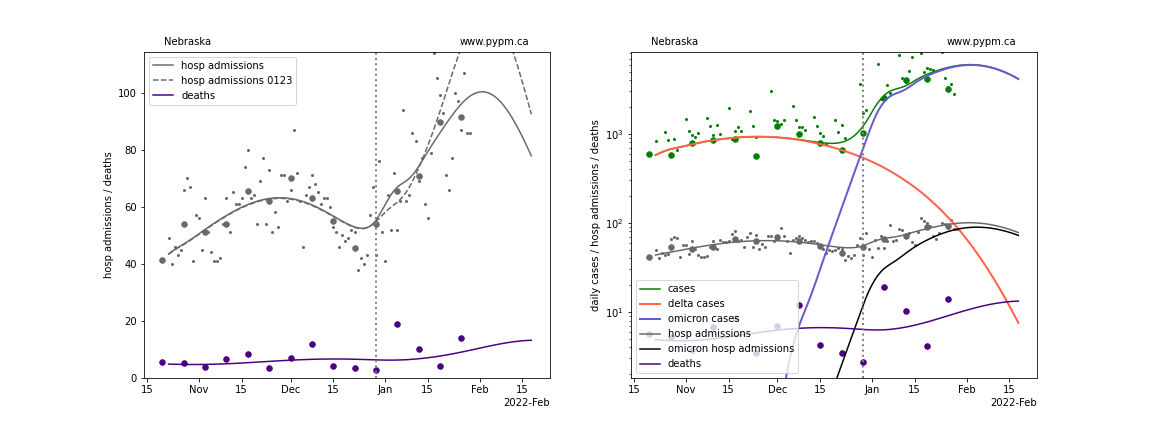 Nebraska
www.pypm.ca
hosp admissions
hosp admissions 0123
deaths
hosp admissions / deaths
100
80
60
40
20
0
15
Nov
15
Dec
15
Jan
15
Feb
15
2022-Feb
Nebraska
www.pypm.ca
daily cases / hosp admissions / deaths
10³
10²
10¹
cases
delta cases
omicron cases
hosp admissions
omicron hosp admissions
deaths
15
Nov
15
Dec
15
Jan
15
Feb
15
2022-Feb